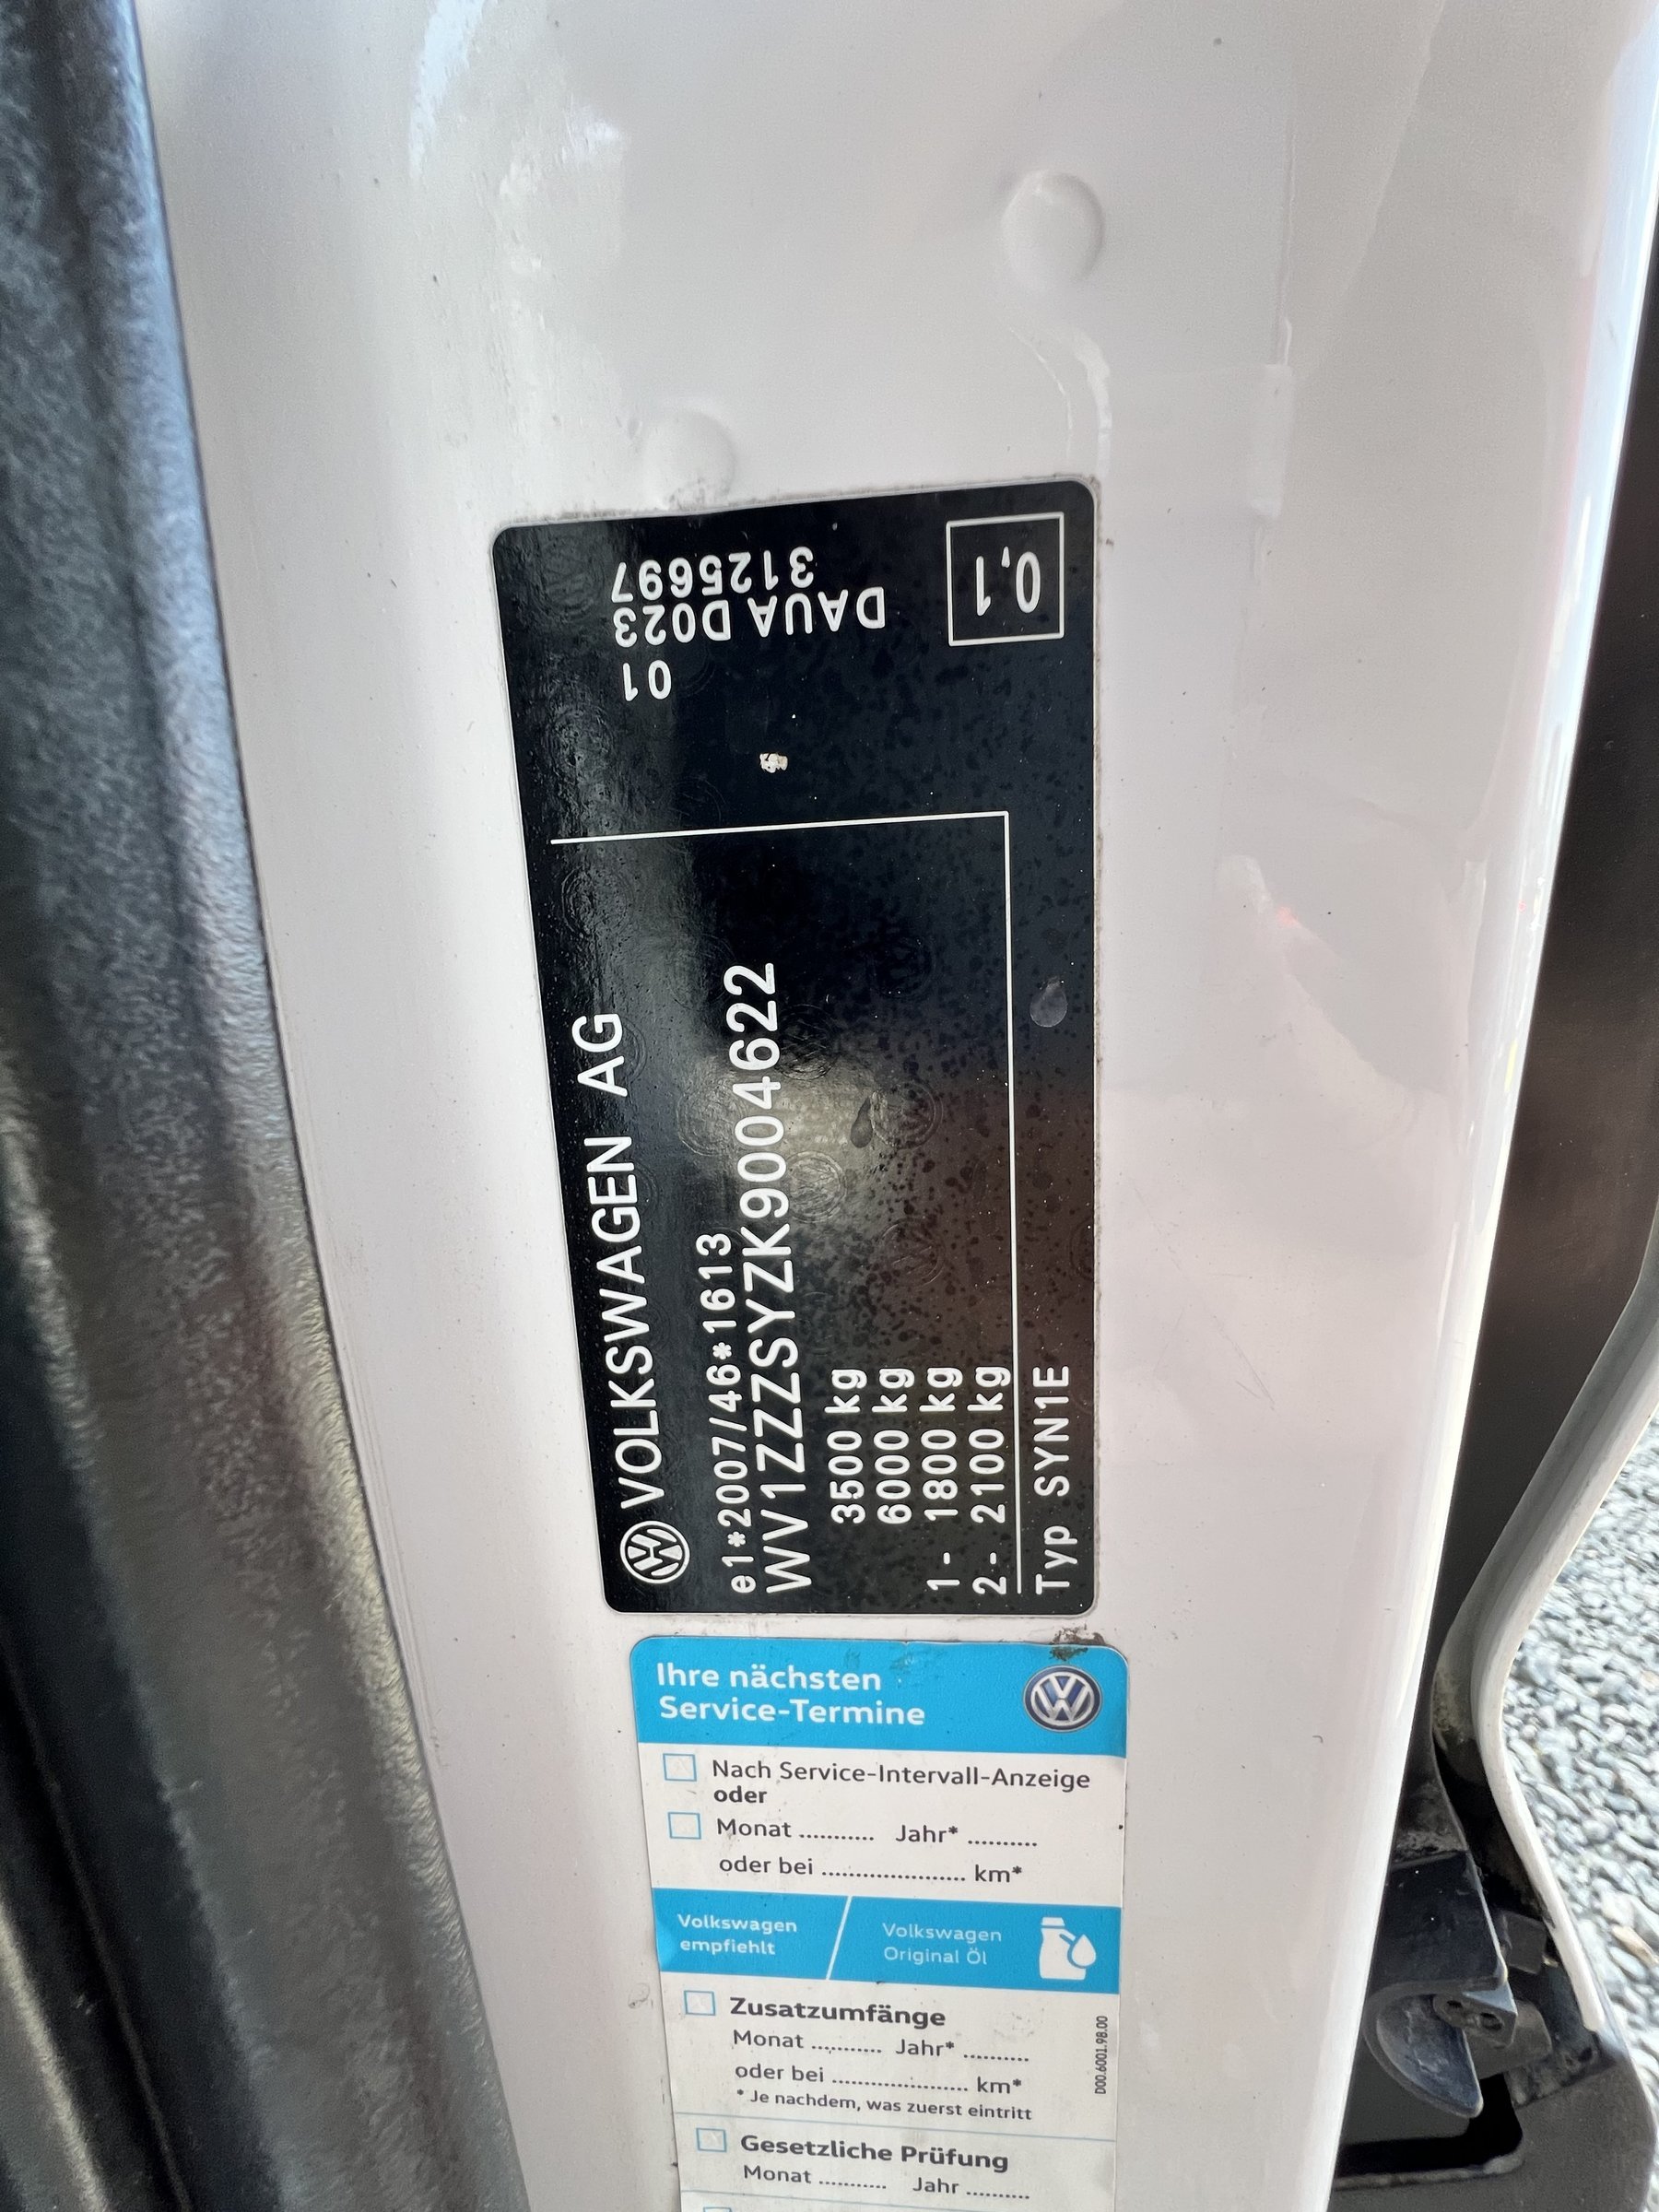 VOLKSWAGEN AG
e1*2007/46*1613
WV1ZZZSYZK9004622
3500 kg
6000 kg
1- 1800 kg
2- 2100 kg
Typ SYN1E
0,1
01
DAUA D023
3125697
Ihre nächsten
Service-Termine
Nach Service-Intervall-Anzeige
oder
Monat ........... Jahr* ..........
oder bei ...................... km*
Volkswagen
empfiehlt
Volkswagen
Original Öl
Zusatzumfänge
Monat ........... Jahr* ..........
oder bei ..................... km*
* Je nachdem, was zuerst eintritt
D00.6001.98.00
Gesetzliche Prüfung
Monat ........... Jahr ..........